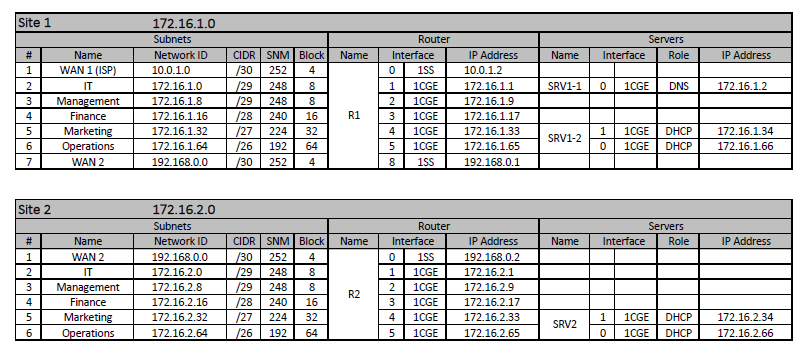 Site 1 172.16.1.0
Subnets Router Servers
# Name Network ID CIDR SNM Block Name Interface IP Address Name Interface Role IP Address
1 WAN 1 (ISP) 10.0.1.0 /30 252 4 0 1SS 10.0.1.2
2 IT 172.16.1.0 /29 248 8 1 1CGE 172.16.1.1 SRV1-1 0 1CGE DNS 172.16.1.2
3 Management 172.16.1.8 /29 248 8 2 1CGE 172.16.1.9
4 Finance 172.16.1.16 /28 240 16 R1 3 1CGE 172.16.1.17
5 Marketing 172.16.1.32 /27 224 32 4 1CGE 172.16.1.33 SRV1-2 1 1CGE DHCP 172.16.1.34
6 Operations 172.16.1.64 /26 192 64 5 1CGE 172.16.1.65 0 1CGE DHCP 172.16.1.66
7 WAN 2 192.168.0.0 /30 252 4 8 1SS 192.168.0.1
Site 2 172.16.2.0
Subnets Router Servers
# Name Network ID CIDR SNM Block Name Interface IP Address Name Interface Role IP Address
1 WAN 2 192.168.0.0 /30 252 4 0 1SS 192.168.0.2
2 IT 172.16.2.0 /29 248 8 1 1CGE 172.16.2.1
3 Management 172.16.2.8 /29 248 8 R2 2 1CGE 172.16.2.9
4 Finance 172.16.2.16 /28 240 16 3 1CGE 172.16.2.17
5 Marketing 172.16.2.32 /27 224 32 4 1CGE 172.16.2.33 SRV2 1 1CGE DHCP 172.16.2.34
6 Operations 172.16.2.64 /26 192 64 5 1CGE 172.16.2.65 0 1CGE DHCP 172.16.2.66